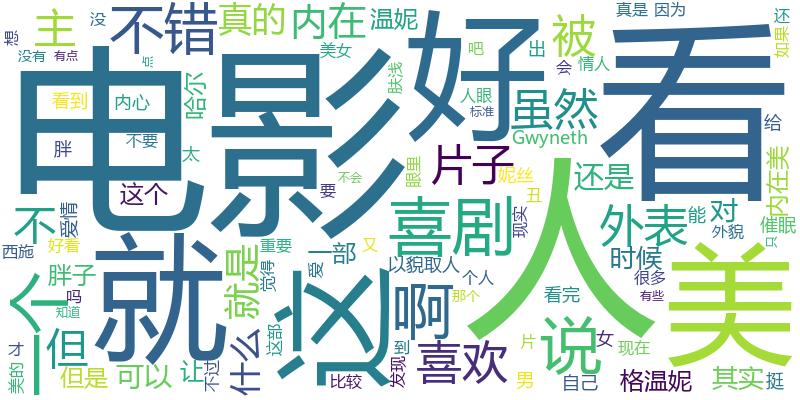 电影
好
看
人
就
这
美
说
喜剧
一个
不错
真的
内在
温妮
主
没
想
没有
有点
点
美女
吧
出
被
会
情人
真是
因为
还
如果
看到
内心
哈尔
肤浅
人眼
标准
虽然
Gwyneth
给
胖
不要
太
片子
眼里
妮丝
丑
还是
内在美
这个
要
不会
不
爱情
西施
好看
胖子
就是
重要
觉得
一部
爱
又
以貌取人
个人
那个
现实
外表
对
能
外貌
催眠
只
时候
很多
有些
吗
知道
但
才
美的
但是
可以
让
不过
什么
这部
比较
到
发现
啊
喜欢
看完
片
男
女
自己
现在
格温妮
其实
挺